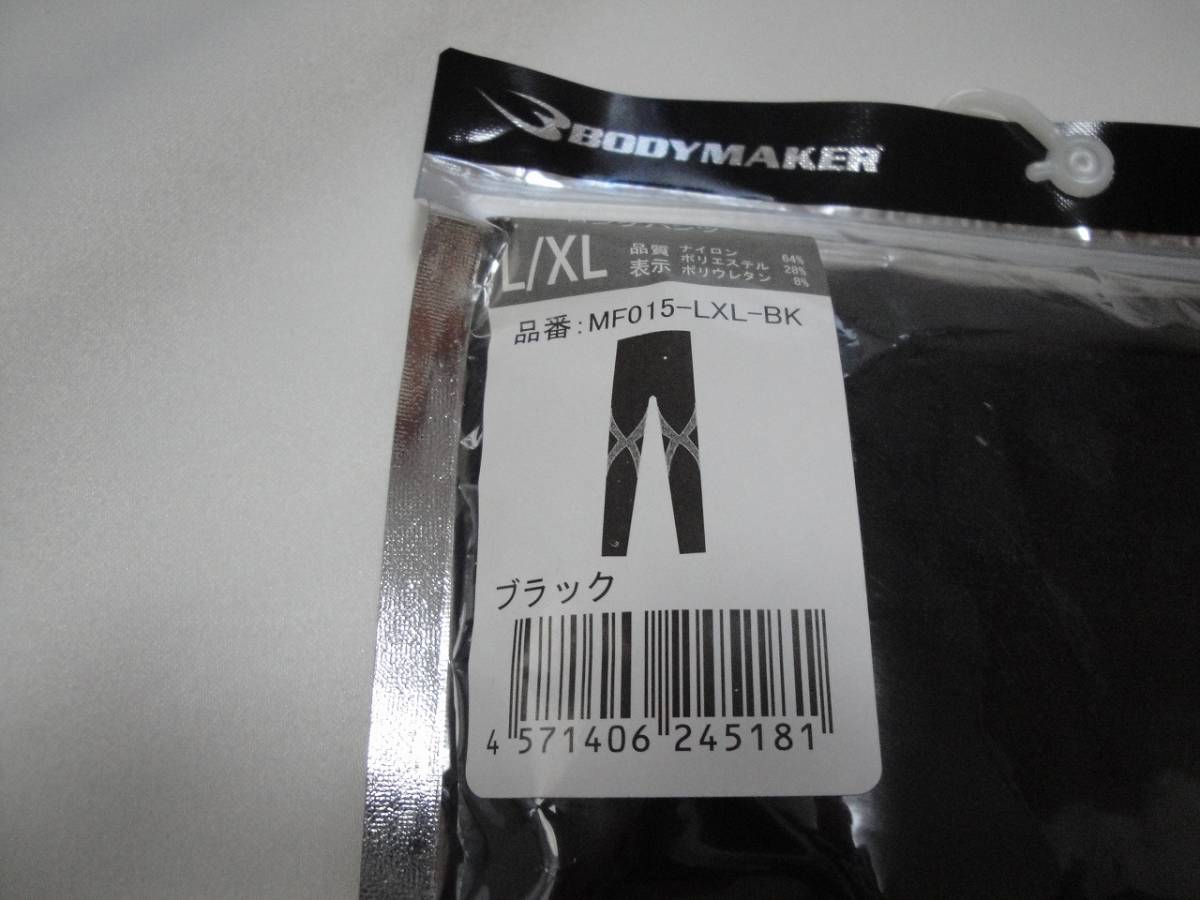 BODYMAKER
L/XL
品質 ナイロン 64%
表示 ポリエステル 28%
ポリウレタン 8%
品番:MF015-LXL-BK
ブラック
4 571406 245181